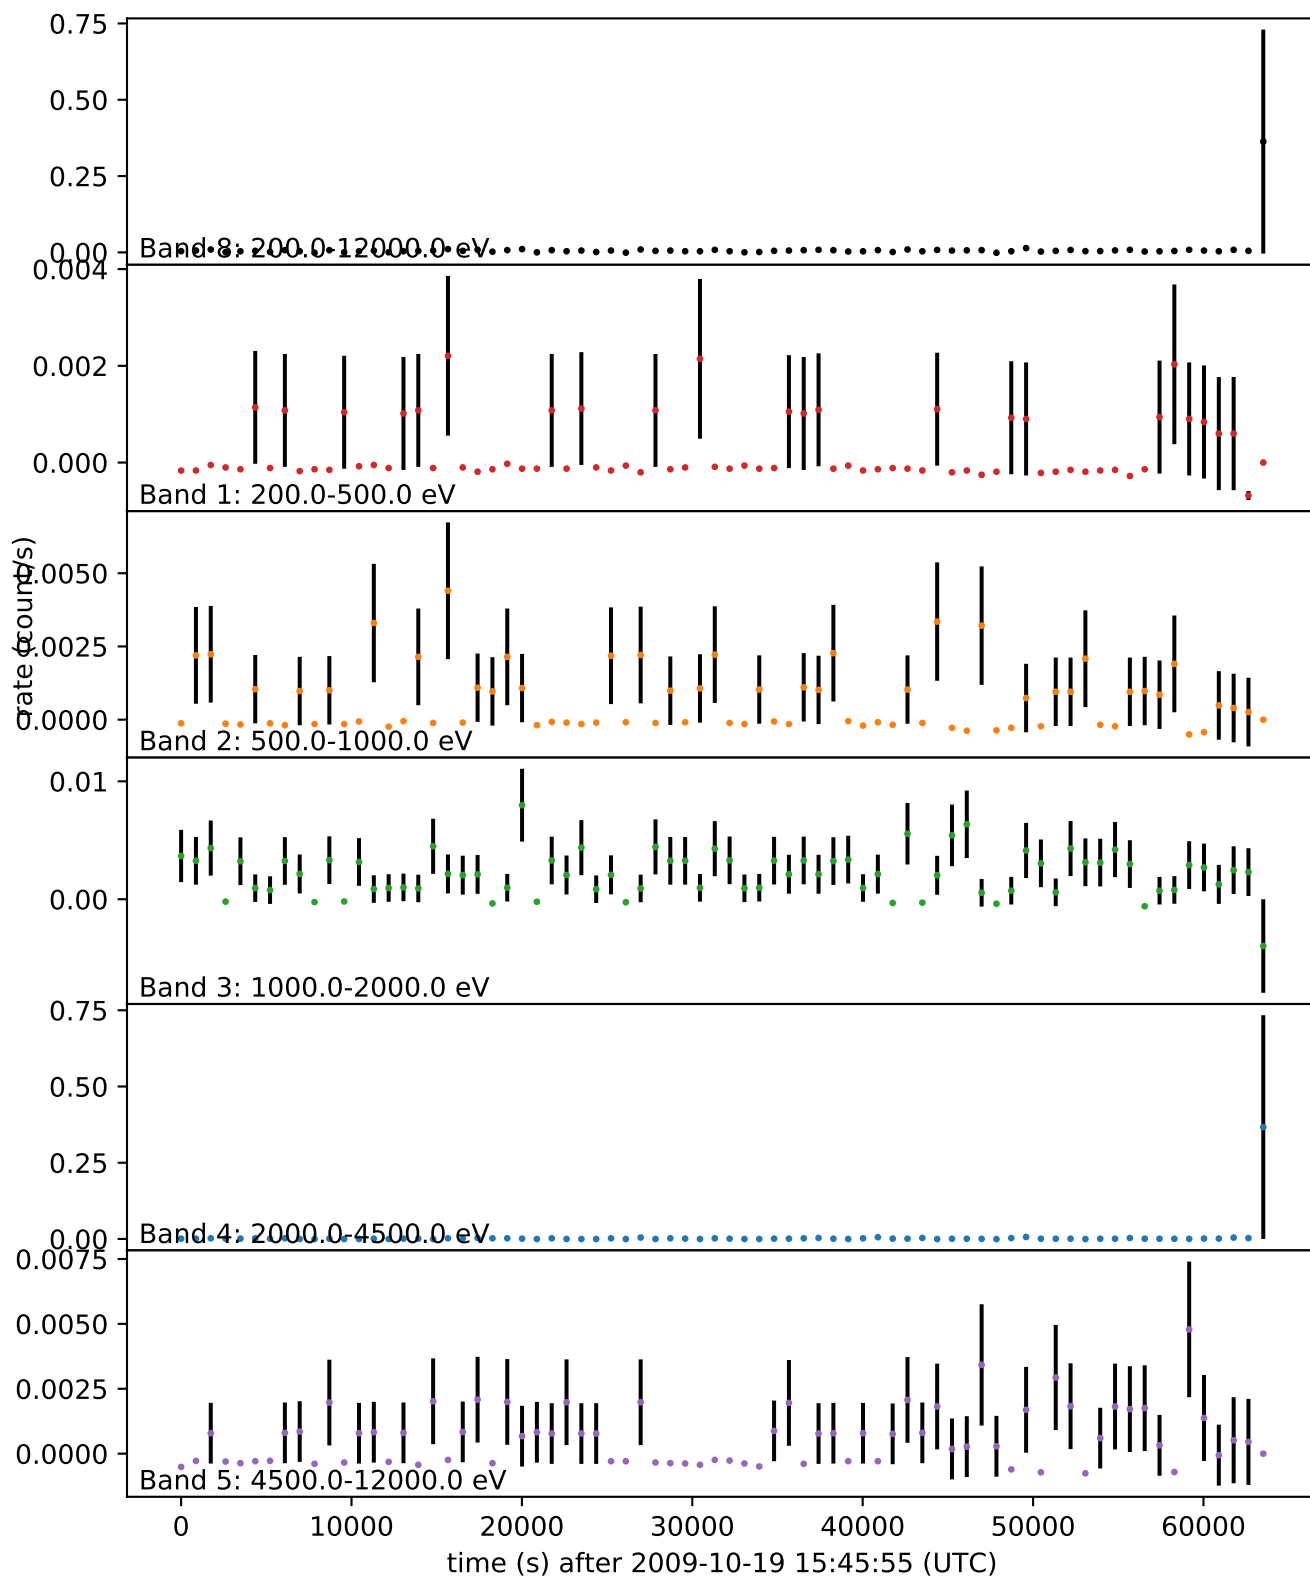 0.75
0.50
0.25
0.00
Band 8: 200.0-12000.0 eV
0.004
0.002
0.000
Band 1: 200.0-500.0 eV
rate (count/s)
0.0050
0.0025
0.0000
Band 2: 500.0-1000.0 eV
0.01
0.00
Band 3: 1000.0-2000.0 eV
0.75
0.50
0.25
0.00
Band 4: 2000.0-4500.0 eV
0.0075
0.0050
0.0025
0.0000
Band 5: 4500.0-12000.0 eV
0 10000 20000 30000 40000 50000 60000
time (s) after 2009-10-19 15:45:55 (UTC)